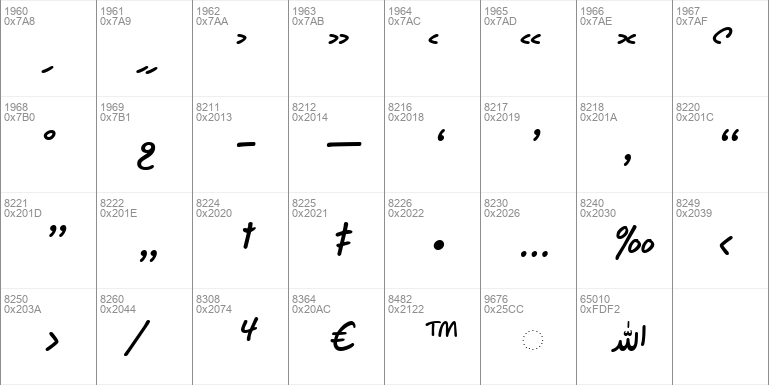 1960 1961 1962 1963 1964 1965 1966 1967
0x7A8 0x7A9 0x7AA 0x7AB 0x7AC 0x7AD 0x7AE 0x7AF
ި ީ ު ޫ ެ ޭ ޮ ޯ
1968 1969 8211 8212 8216 8217 8218 8220
0x7B0 0x7B1 0x2013 0x2014 0x2018 0x2019 0x201A 0x201C
ް ޱ – — ‘ ’ ‚ “
8221 8222 8224 8225 8226 8230 8240 8249
0x201D 0x201E 0x2020 0x2021 0x2022 0x2026 0x2030 0x2039
” „ † ‡ • … ‰ ‹
8250 8260 8308 8364 8482 9676 65010
0x203A 0x2044 0x2074 0x20AC 0x2122 0x25CC 0xFDF2
› ⁄ ⁴ € ™ ◌ ﷲ